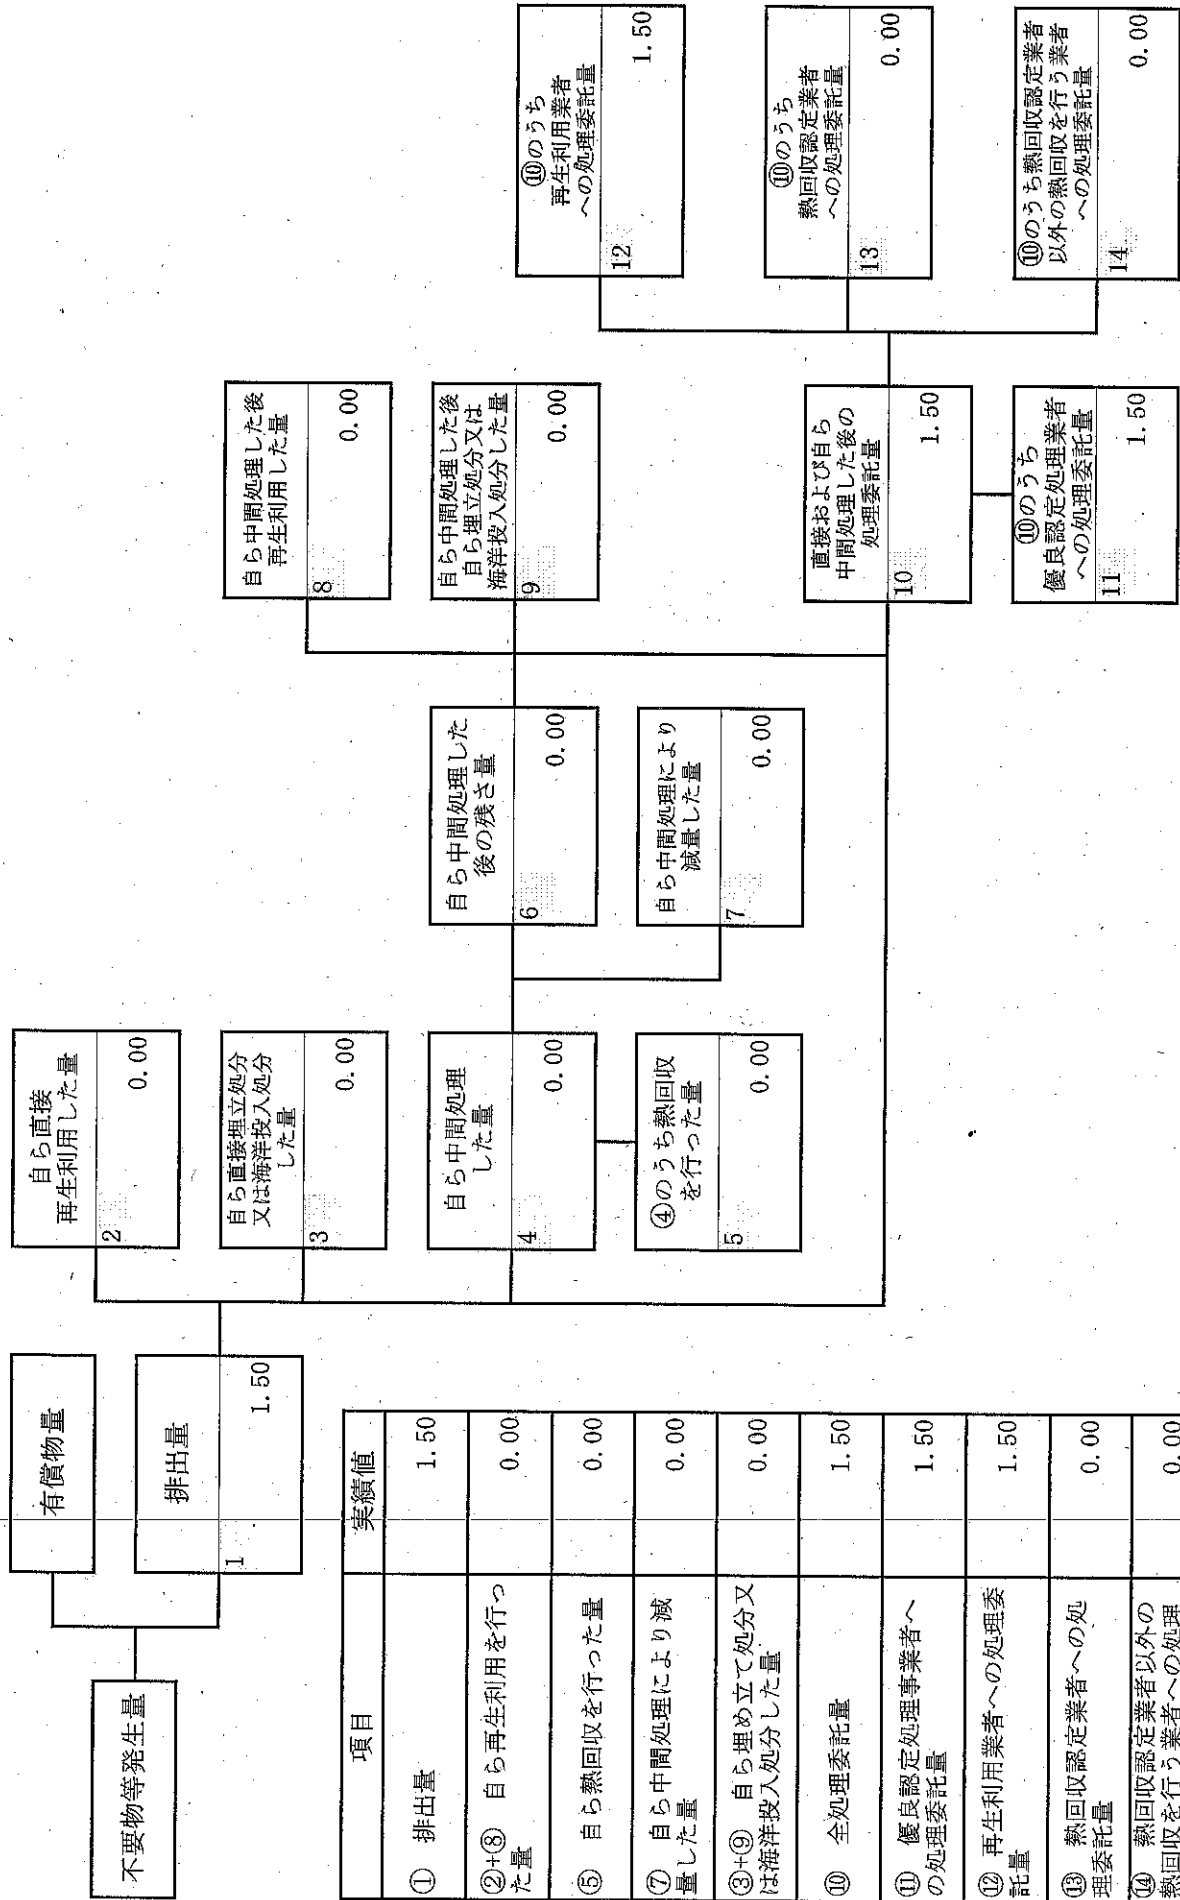 不要物等発生量
有償物量
排出量
1
1.50
自ら直接
再生利用した量
2
0.00
自ら直接埋立処分
又は海洋投入処分
した量
3
0.00
自ら中間処理
した量
4
0.00
④のうち熱回収
を行った量
5
0.00
自ら中間処理した
後の残さ量
6
0.00
自ら中間処理により
減量した量
7
0.00
自ら中間処理した後
再生利用した量
8
0.00
自ら中間処理した後
自ら埋立処分又は
海洋投入処分した量
9
0.00
直接および自ら
中間処理した後の
処理委託量
10
1.50
⑩のうち
優良認定処理業者
への処理委託量
11
1.50
⑩のうち
再生利用業者
への処理委託量
12
1.50
⑩のうち
熱回収認定業者
への処理委託量
13
0.00
⑩のうち熱回収認定業者
以外の熱回収を行う業者
への処理委託量
14
0.00
項目 実績値
① 排出量 1.50
②+⑧ 自ら再生利用を行っ
た量 0.00
⑤ 自ら熱回収を行った量 0.00
⑦ 自ら中間処理により減
量した量 0.00
③+⑨ 自ら埋め立て処分又
は海洋投入処分した量 0.00
⑩ 全処理委託量 1.50
⑪ 優良認定処理事業者へ
の処理委託量 1.50
⑫ 再生利用業者への処理委
託量 1.50
⑬ 熱回収認定業者への処
理委託量 0.00
⑭ 熱回収認定業者以外の
熱回収を行う業者への処理 0.00